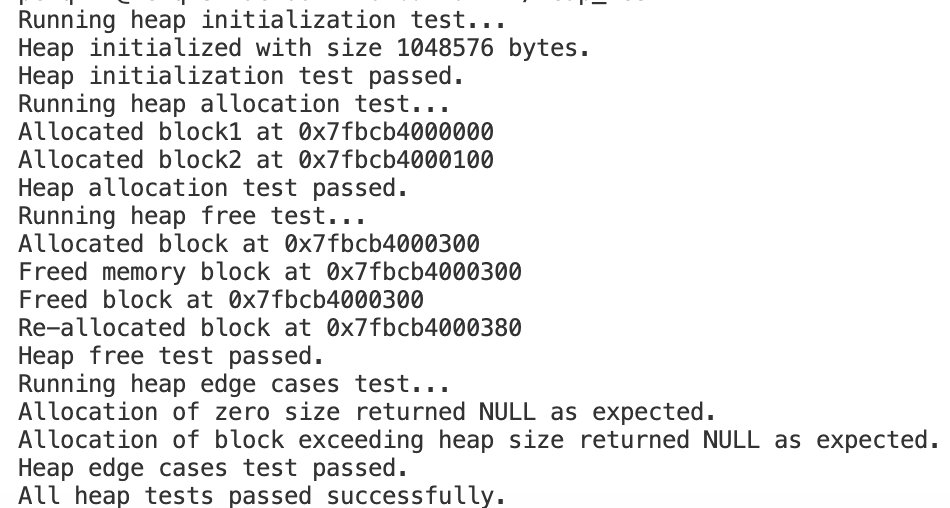 Running heap initialization test...
Heap initialized with size 1048576 bytes.
Heap initialization test passed.
Running heap allocation test...
Allocated block1 at 0x7fbcb4000000
Allocated block2 at 0x7fbcb4000100
Heap allocation test passed.
Running heap free test...
Allocated block at 0x7fbcb4000300
Freed memory block at 0x7fbcb4000300
Freed block at 0x7fbcb4000300
Re-allocated block at 0x7fbcb4000380
Heap free test passed.
Running heap edge cases test...
Allocation of zero size returned NULL as expected.
Allocation of block exceeding heap size returned NULL as expected.
Heap edge cases test passed.
All heap tests passed successfully.